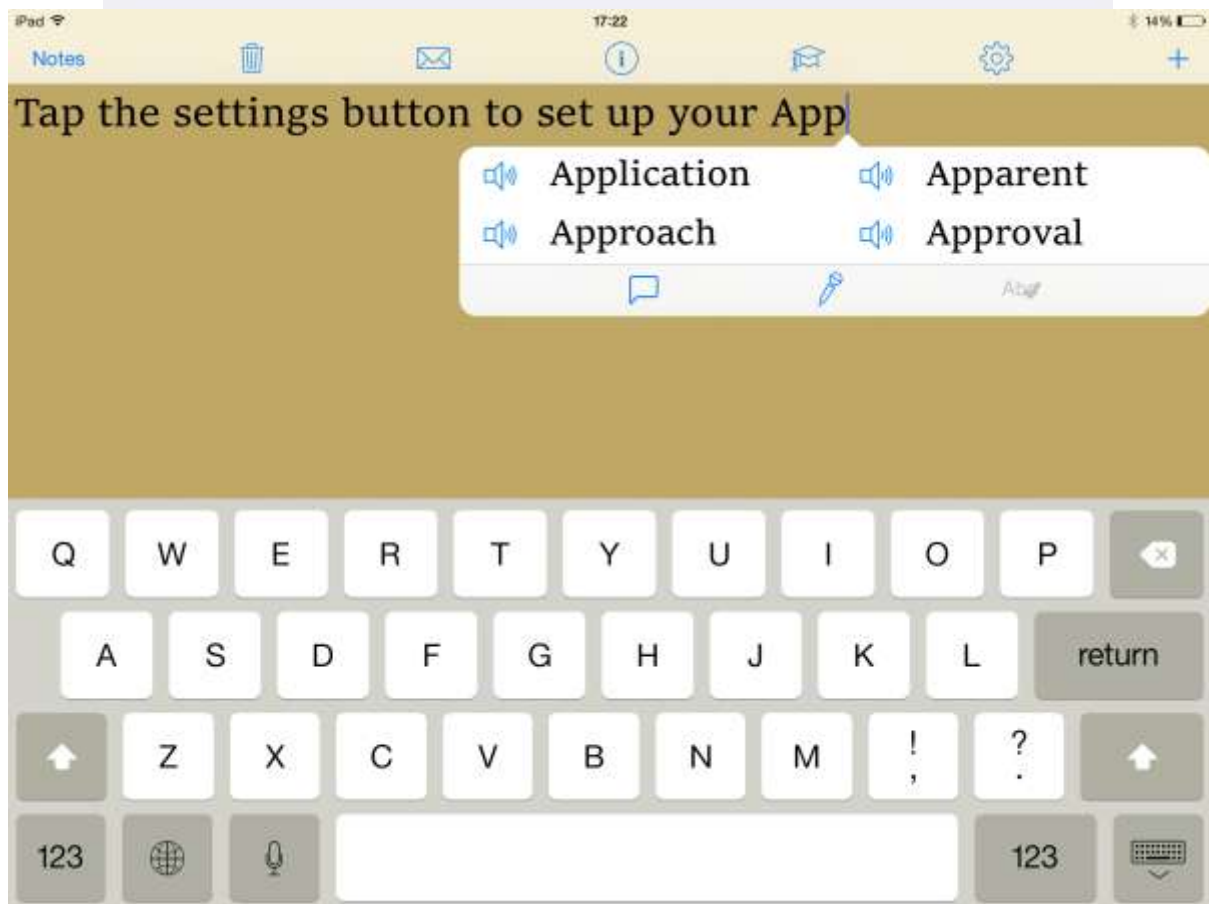 iPad 17:22 14%
Notes
Tap the settings button to set up your App
Application Apparent
Approach Approval
Ab
Q W E R T Y U I O P
A S D F G H J K L return
Z X C V B N M ! , ? .
123 123